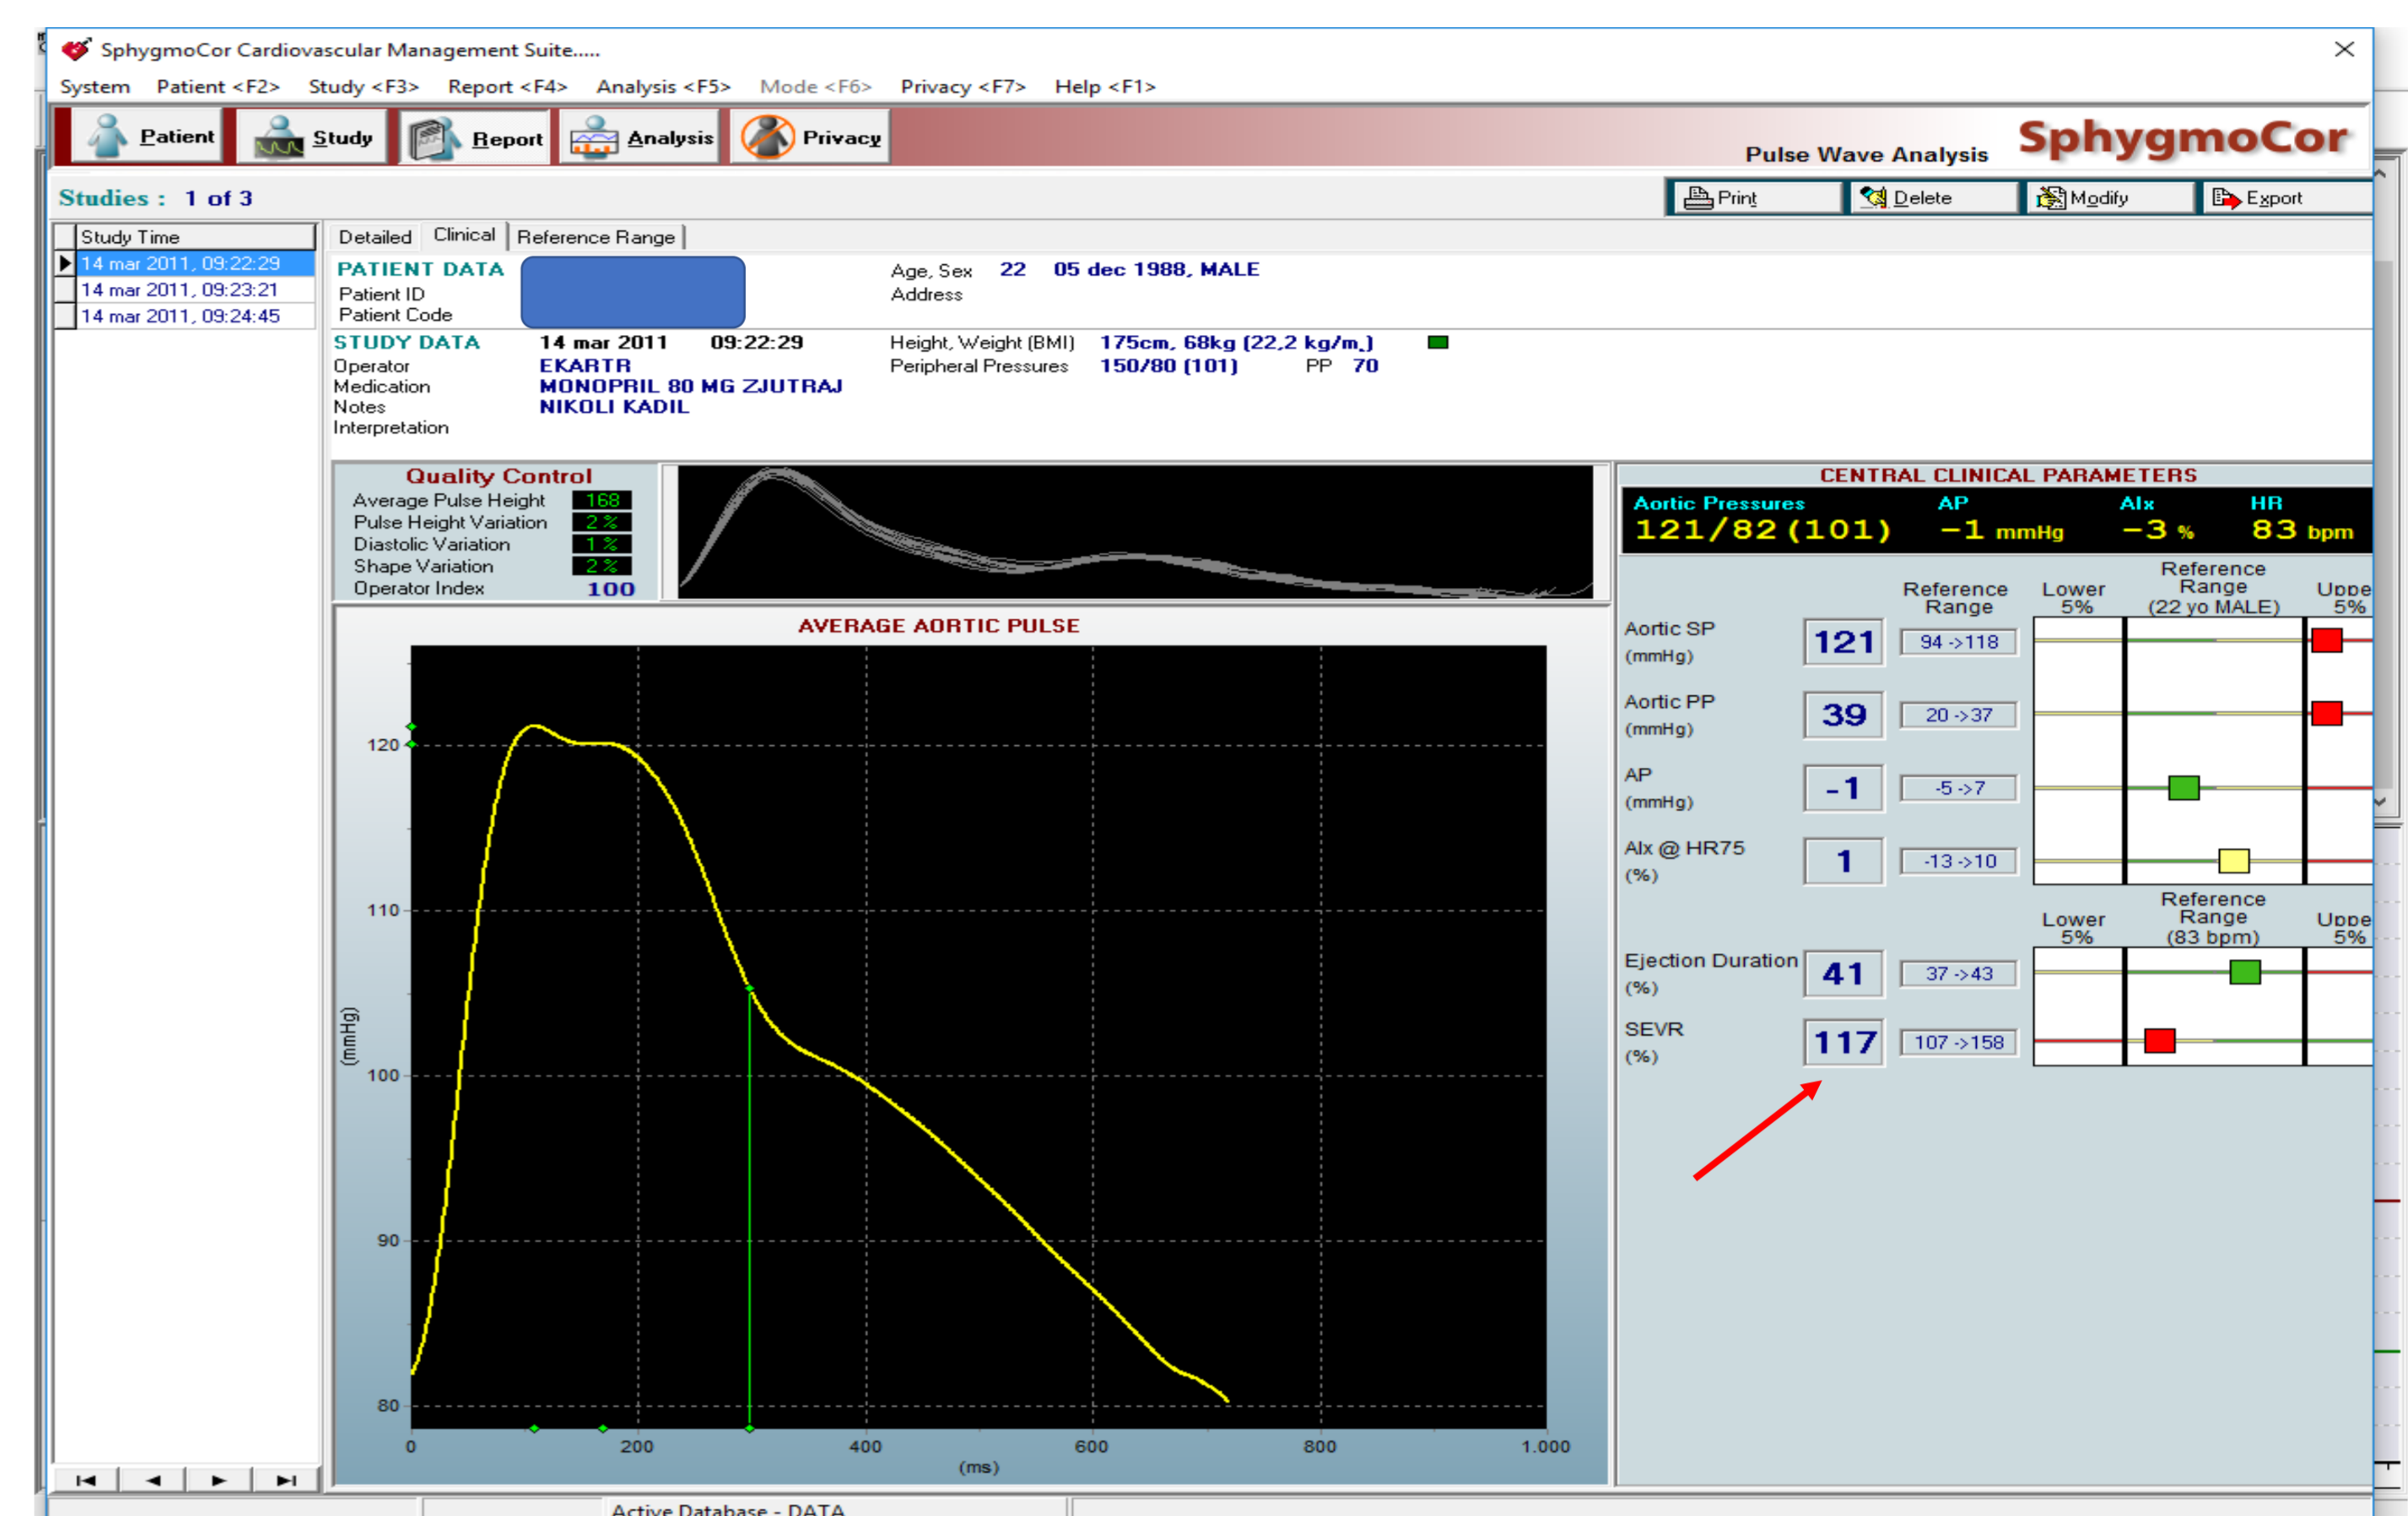 SphygmoCor Cardiovascular Management Suite.....
System Patient <F2> Study <F3> Report <F4> Analysis <F5> Mode <F6> Privacy <F7> Help <F1>
Patient Study Report Analysis Privacy
Pulse Wave Analysis SphygmoCor
Studies : 1 of 3
Print Delete Modify Export
Study Time
14 mar 2011, 09:22:29
14 mar 2011, 09:23:21
14 mar 2011, 09:24:45
Detailed Clinical Reference Range
PATIENT DATA Age, Sex 22 05 dec 1988, MALE
Patient ID Address
Patient Code
STUDY DATA 14 mar 2011 09:22:29 Height, Weight (BMI) 175cm, 68kg (22,2 kg/m˛)
Operator EKARTR Peripheral Pressures 150/80 (101) PP 70
Medication MONOPRIL 80 MG ZJUTRAJ
Notes NIKOLI KADIL
Interpretation
Quality Control
Average Pulse Height 168
Pulse Height Variation 2 %
Diastolic Variation 1 %
Shape Variation 2 %
Operator Index 100
CENTRAL CLINICAL PARAMETERS
Aortic Pressures AP AIx HR
121/82 (101) -1 mmHg -3 % 83 bpm
AVERAGE AORTIC PULSE
120
110
100
90
80
(mmHg)
0 200 400 600 800 1.000
(ms)
Reference Range Lower 5% Reference Range (22 yo MALE) Uppe 5%
Aortic SP (mmHg) 121 94 ->118
Aortic PP (mmHg) 39 20 ->37
AP (mmHg) -1 -5 ->7
AIx @ HR75 (%) 1 -13 ->10
Lower 5% Reference Range (83 bpm) Uppe 5%
Ejection Duration (%) 41 37 ->43
SEVR (%) 117 107 ->158
Active Database - DATA